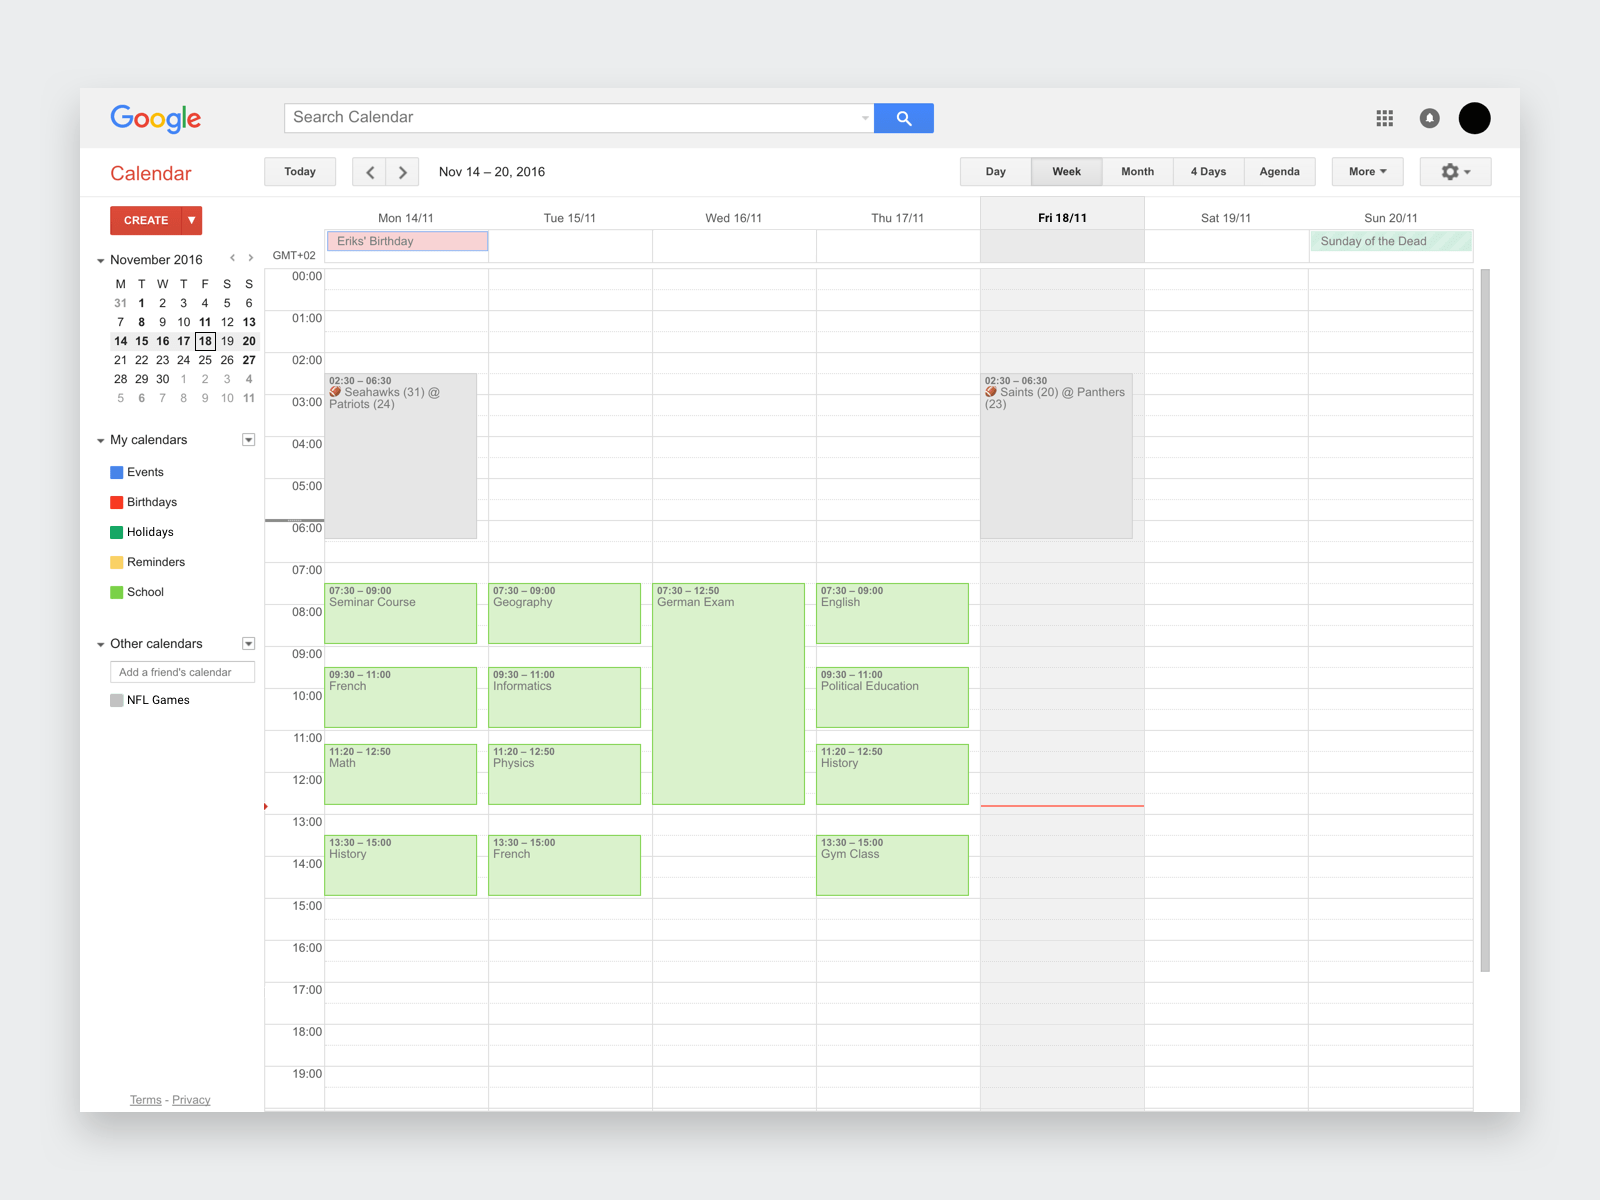 Google
Search Calendar
Calendar
Today
Nov 14 – 20, 2016
Day
Week
Month
4 Days
Agenda
More
CREATE
November 2016
M T W T F S S
31 1 2 3 4 5 6
7 8 9 10 11 12 13
14 15 16 17 18 19 20
21 22 23 24 25 26 27
28 29 30 1 2 3 4
5 6 7 8 9 10 11
My calendars
Events
Birthdays
Holidays
Reminders
School
Other calendars
Add a friend's calendar
NFL Games
Terms - Privacy
Mon 14/11
Tue 15/11
Wed 16/11
Thu 17/11
Fri 18/11
Sat 19/11
Sun 20/11
GMT+02
Eriks' Birthday
Sunday of the Dead
00:00
01:00
02:00
03:00
04:00
05:00
06:00
07:00
08:00
09:00
10:00
11:00
12:00
13:00
14:00
15:00
16:00
17:00
18:00
19:00
02:30 – 06:30
🏈 Seahawks (31) @
Patriots (24)
07:30 – 09:00
Seminar Course
09:30 – 11:00
French
11:20 – 12:50
Math
13:30 – 15:00
History
07:30 – 09:00
Geography
09:30 – 11:00
Informatics
11:20 – 12:50
Physics
13:30 – 15:00
French
07:30 – 12:50
German Exam
07:30 – 09:00
English
09:30 – 11:00
Political Education
11:20 – 12:50
History
13:30 – 15:00
Gym Class
02:30 – 06:30
🏈 Saints (20) @ Panthers
(23)